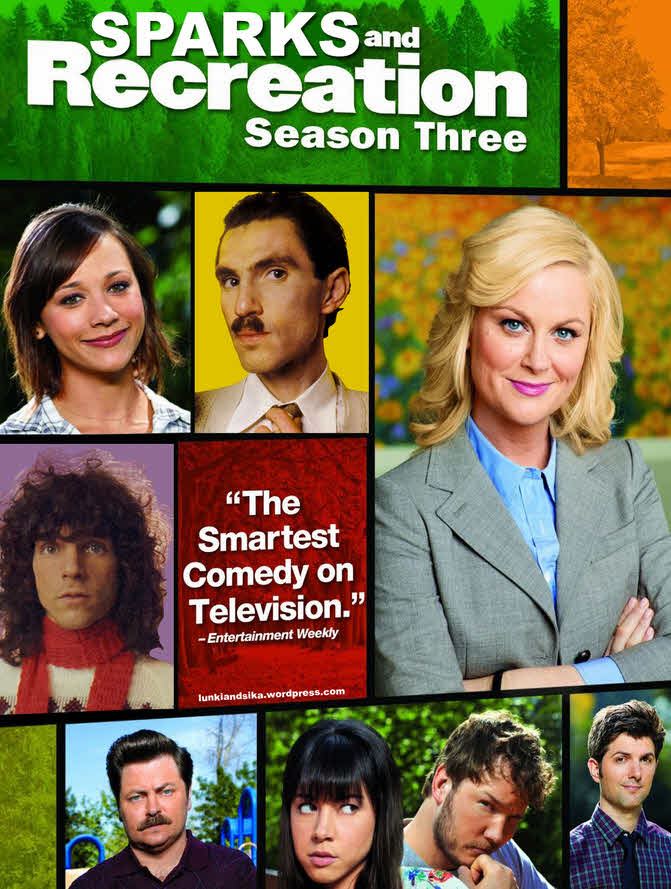 SPARKS and
Recreation
Season Three
“The
Smartest
Comedy on
Television.”
– Entertainment Weekly
lunkiandsika.wordpress.com